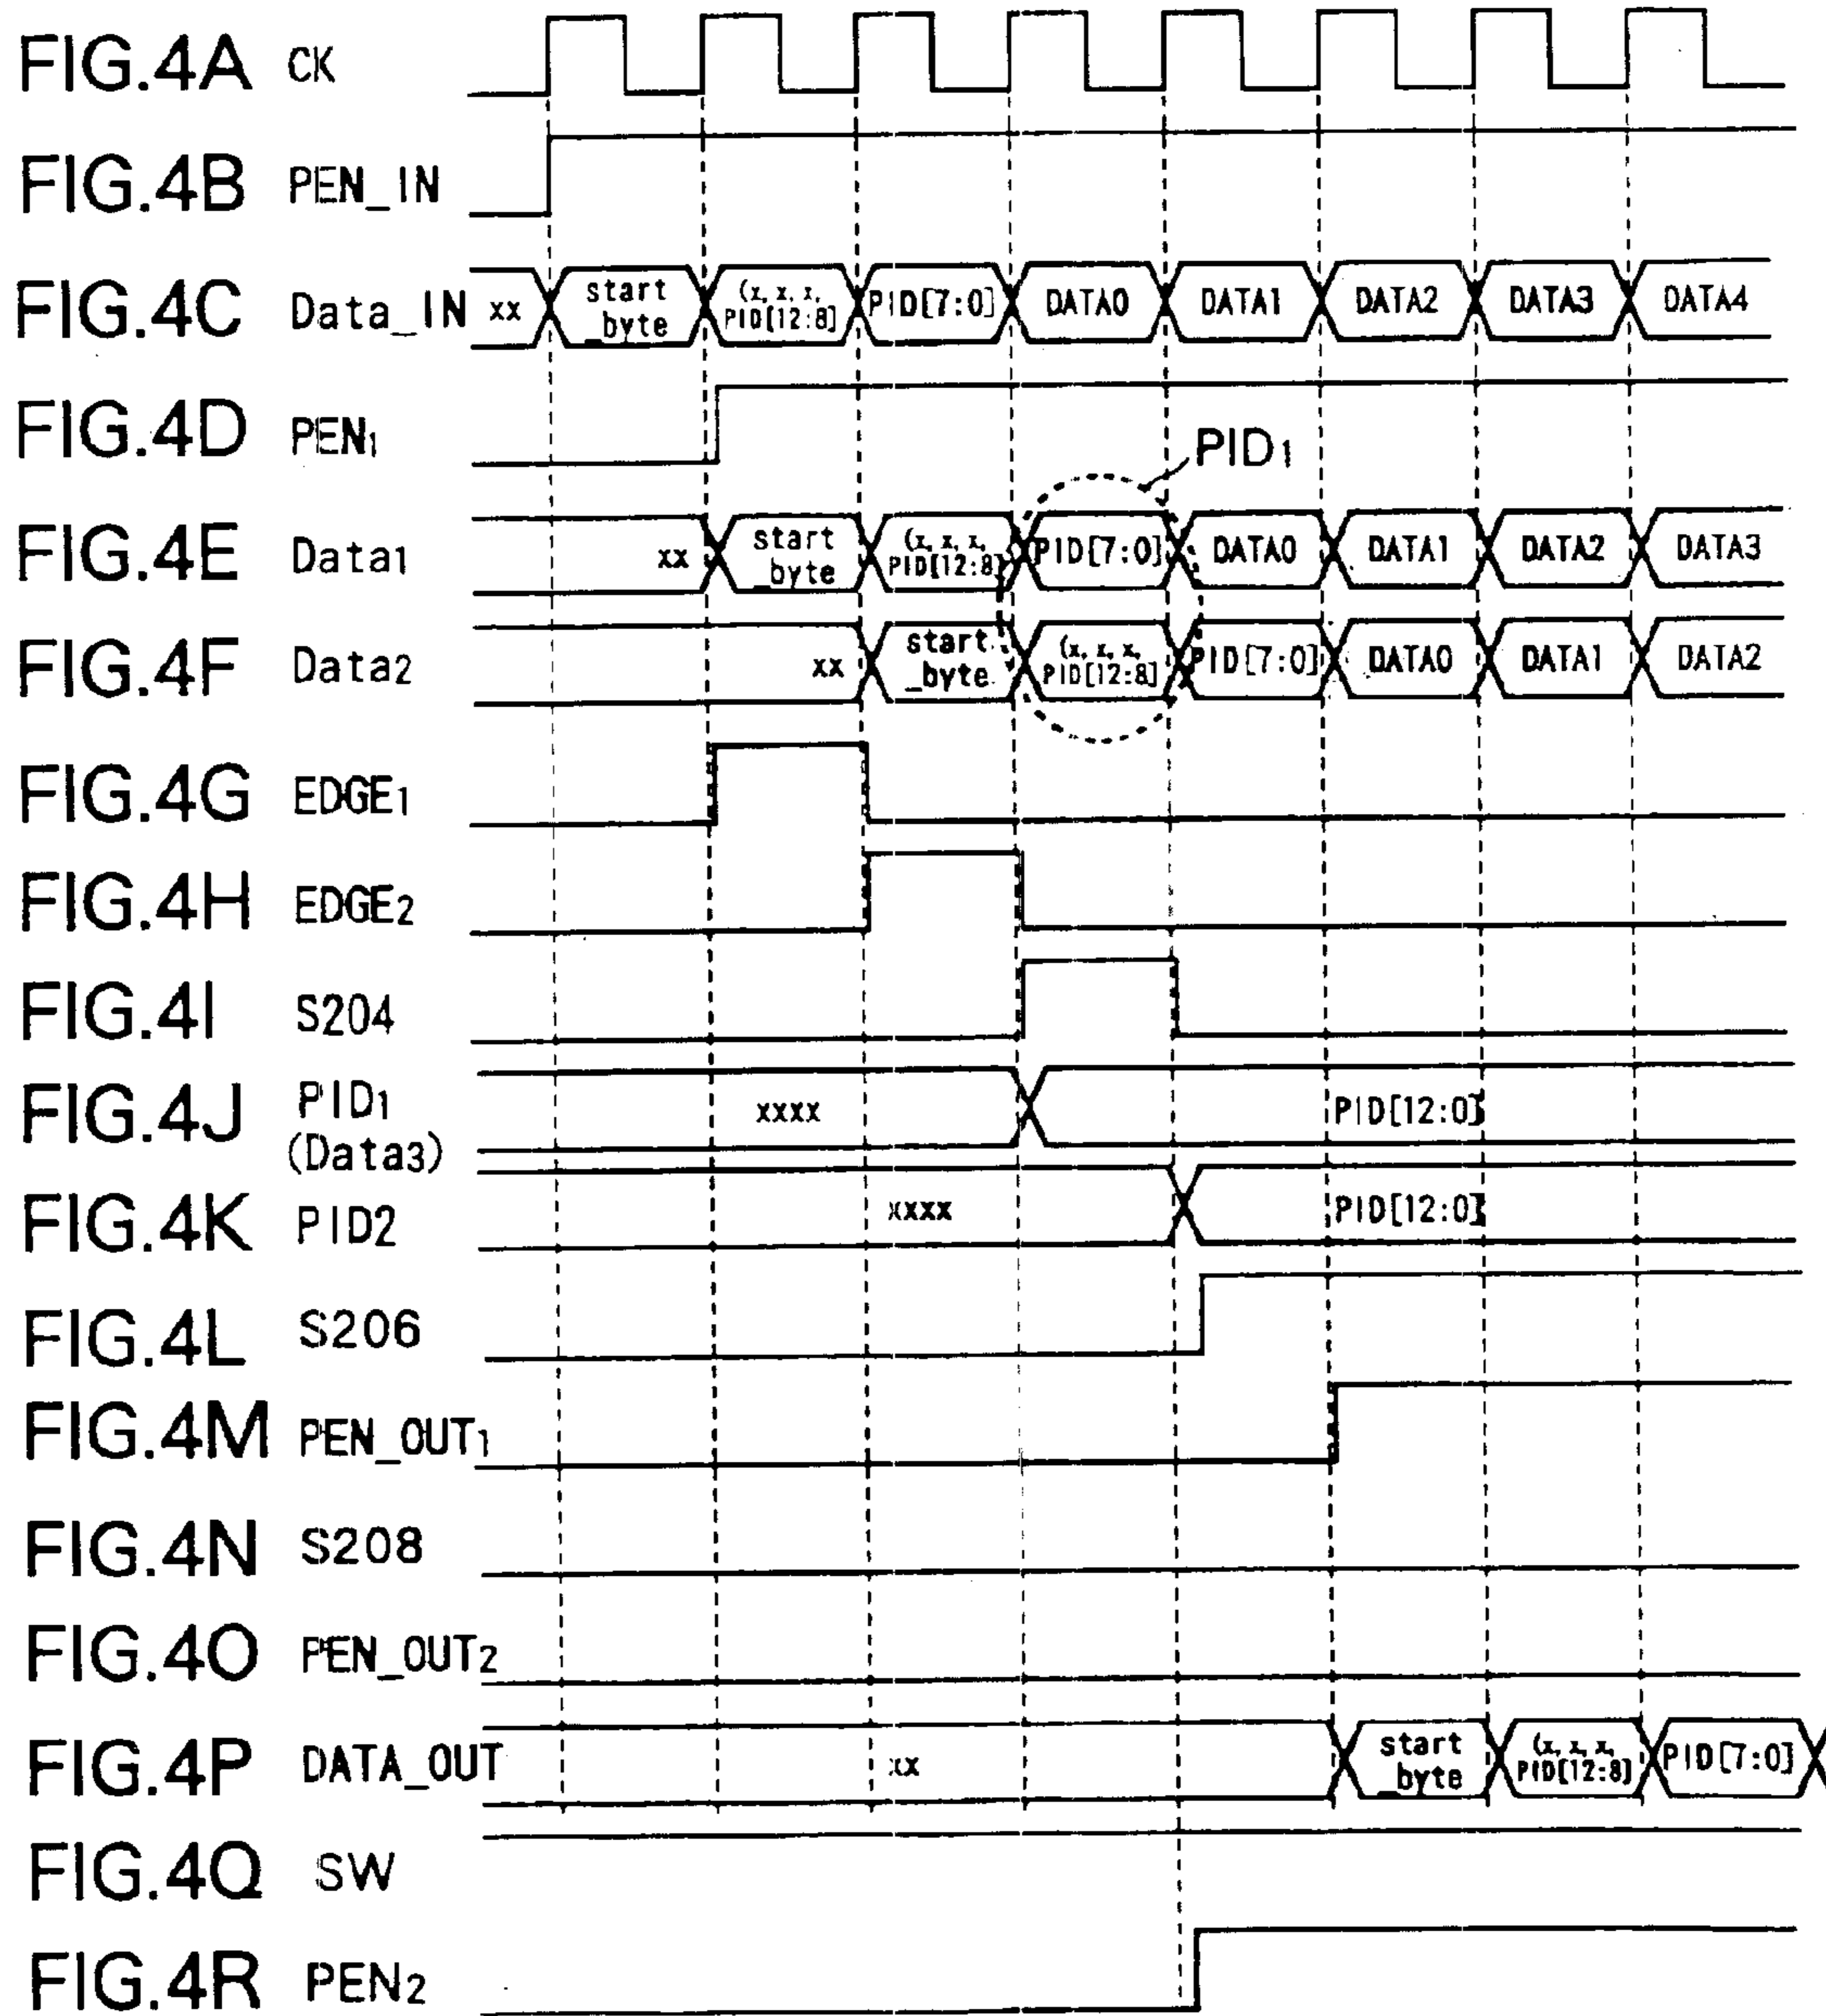 FIG.4A CK
FIG.4B PEN_IN
FIG.4C Data_IN xx start_byte (x, x, x, PID[12:8] PID[7:0] DATA0 DATA1 DATA2 DATA3 DATA4
FIG.4D PEN1
PID1
FIG.4E Data1 xx start_byte (x, x, x, PID[12:8] PID[7:0] DATA0 DATA1 DATA2 DATA3
FIG.4F Data2 xx start_byte (x, x, x, PID[12:8] PID[7:0] DATA0 DATA1 DATA2
FIG.4G EDGE1
FIG.4H EDGE2
FIG.4I S204
FIG.4J PID1 (Data3) xxxx PID[12:0]
FIG.4K PID2 xxxx PID[12:0]
FIG.4L S206
FIG.4M PEN_OUT1
FIG.4N S208
FIG.4O PEN_OUT2
FIG.4P DATA_OUT xx start_byte (x, x, x, PID[12:8] PID[7:0]
FIG.4Q SW
FIG.4R PEN2